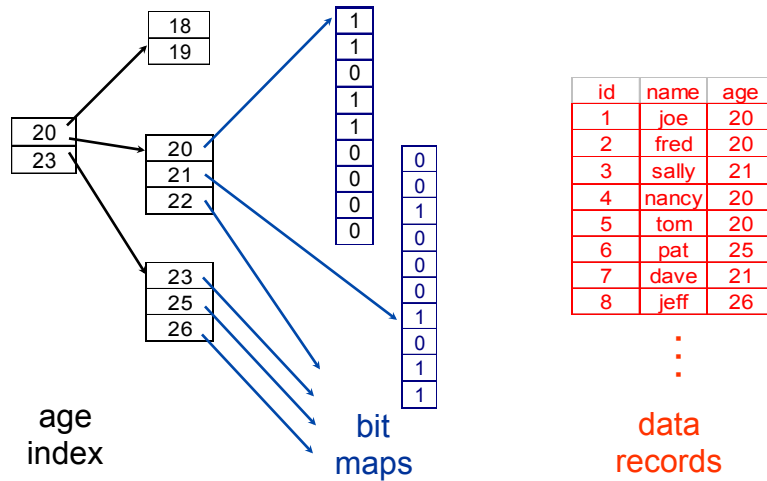 20
23
18
19
20
21
22
23
25
26
age
index
1
1
0
1
1
0
0
0
0
0
0
1
0
0
0
1
0
1
1
bit
maps
id name age
1 joe 20
2 fred 20
3 sally 21
4 nancy 20
5 tom 20
6 pat 25
7 dave 21
8 jeff 26
data
records